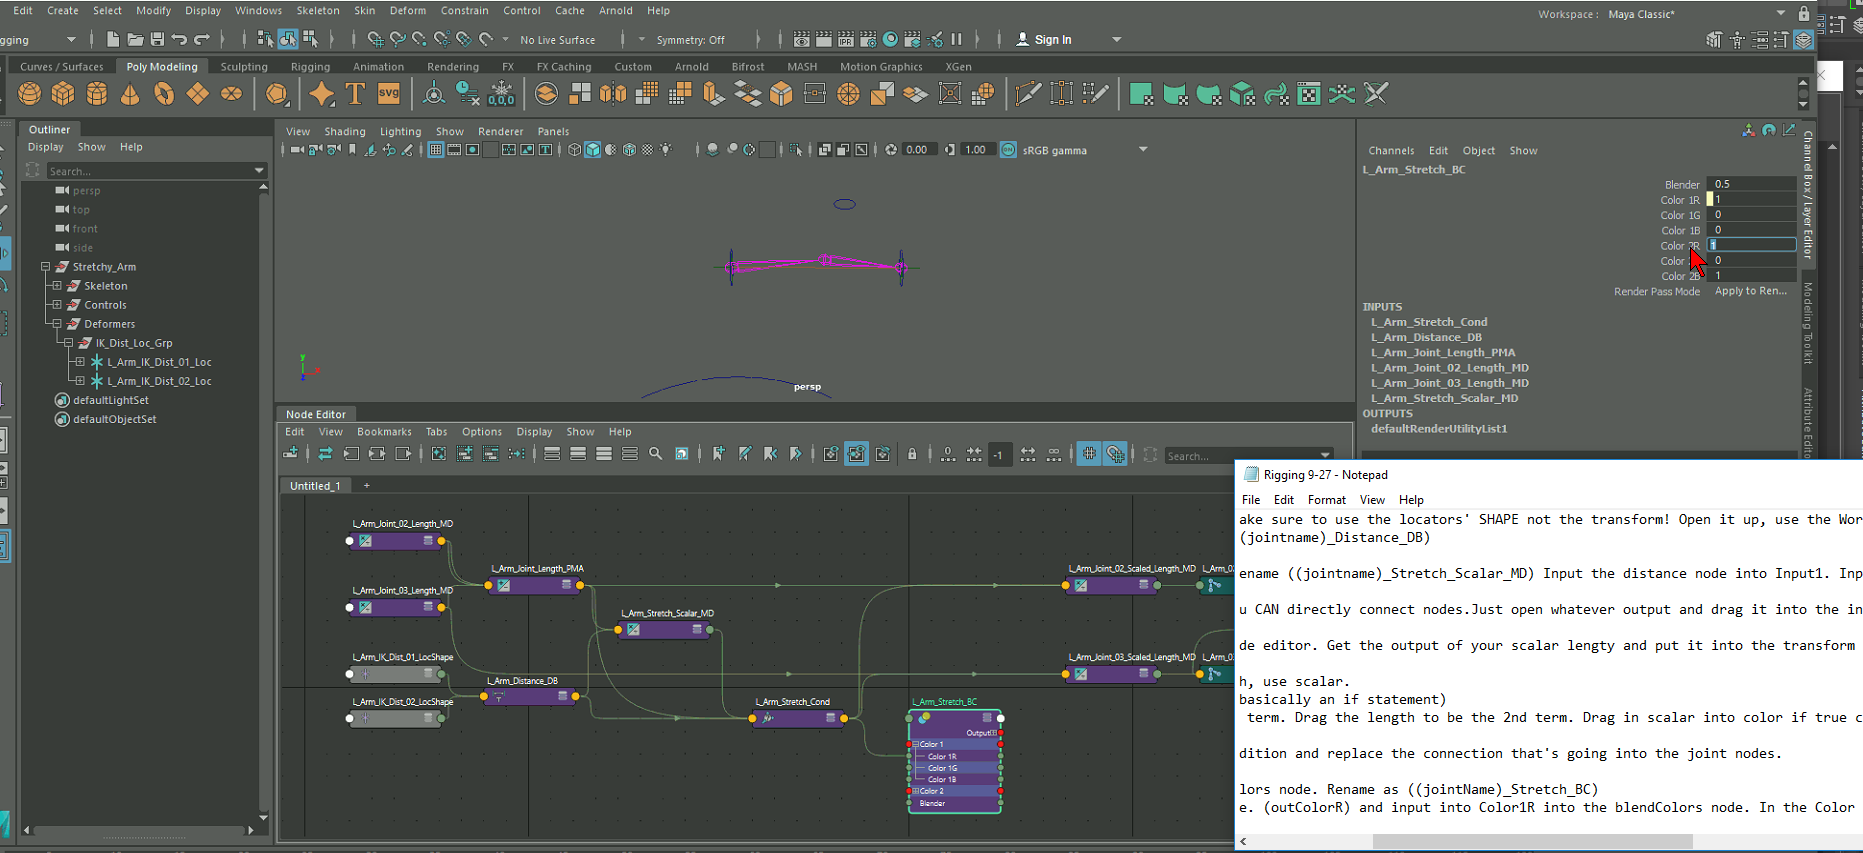 Edit Create Select Modify Display Windows Skeleton Skin Deform Constrain Control Cache Arnold Help
Workspace : Maya Classic*
gging No Live Surface Symmetry: Off Sign In
Curves / Surfaces Poly Modeling Sculpting Rigging Animation Rendering FX FX Caching Custom Arnold Bifrost MASH Motion Graphics XGen
SVG 0,0,0
Outliner
Display Show Help
Search...
persp
top
front
side
Stretchy_Arm
Skeleton
Controls
Deformers
IK_Dist_Loc_Grp
L_Arm_IK_Dist_01_Loc
L_Arm_IK_Dist_02_Loc
defaultLightSet
defaultObjectSet
View Shading Lighting Show Renderer Panels
0.00 1.00 sRGB gamma
y
persp
Channels Edit Object Show
L_Arm_Stretch_BC
Blender 0.5
Color 1R 1
Color 1G 0
Color 1B 0
Color 2R 1
Color 0
Color 2B 1
Render Pass Mode Apply to Ren...
INPUTS
L_Arm_Stretch_Cond
L_Arm_Distance_DB
L_Arm_Joint_Length_PMA
L_Arm_Joint_02_Length_MD
L_Arm_Joint_03_Length_MD
L_Arm_Stretch_Scalar_MD
OUTPUTS
defaultRenderUtilityList1
Channel Box / Layer Editor
Modeling Toolkit
Attribute Editor
Node Editor
Edit View Bookmarks Tabs Options Display Show Help
IPR
-1
Search...
Untitled_1 +
L_Arm_Joint_02_Length_MD
L_Arm_Joint_03_Length_MD
L_Arm_IK_Dist_01_LocShape
L_Arm_IK_Dist_02_LocShape
L_Arm_Joint_Length_PMA
L_Arm_Distance_DB
L_Arm_Stretch_Scalar_MD
L_Arm_Stretch_Cond
L_Arm_Stretch_BC
Output
Color 1
Color 1R
Color 1G
Color 1B
Color 2
Blender
L_Arm_Joint_02_Scaled_Length_MD
L_Arm_0
L_Arm_Joint_03_Scaled_Length_MD
L_Arm_03
Rigging 9-27 - Notepad
File Edit Format View Help
ake sure to use the locators' SHAPE not the transform! Open it up, use the Wor
(jointname)_Distance_DB)
ename ((jointname)_Stretch_Scalar_MD) Input the distance node into Input1. Inp
u CAN directly connect nodes.Just open whatever output and drag it into the in
de editor. Get the output of your scalar lengty and put it into the transform
h, use scalar.
basically an if statement)
term. Drag the length to be the 2nd term. Drag in scalar into color if true c
dition and replace the connection that's going into the joint nodes.
lors node. Rename as ((jointName)_Stretch_BC)
e. (outColorR) and input into Color1R into the blendColors node. In the Color